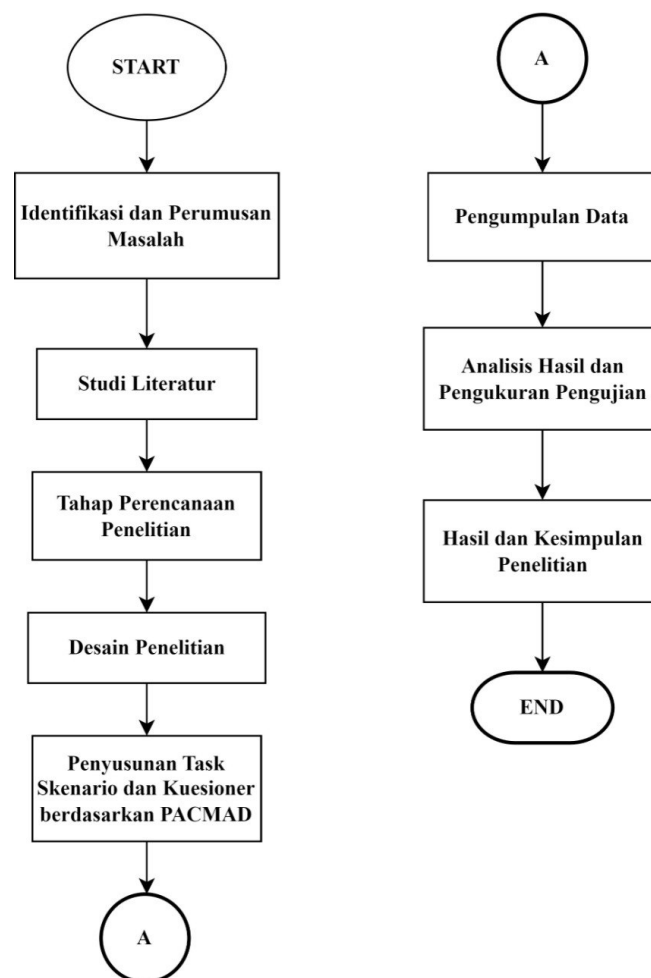 START
Identifikasi dan Perumusan
Masalah
Studi Literatur
Tahap Perencanaan
Penelitian
Desain Penelitian
Penyusunan Task
Skenario dan Kuesioner
berdasarkan PACMAD
A
A
Pengumpulan Data
Analisis Hasil dan
Pengukuran Pengujian
Hasil dan Kesimpulan
Penelitian
END